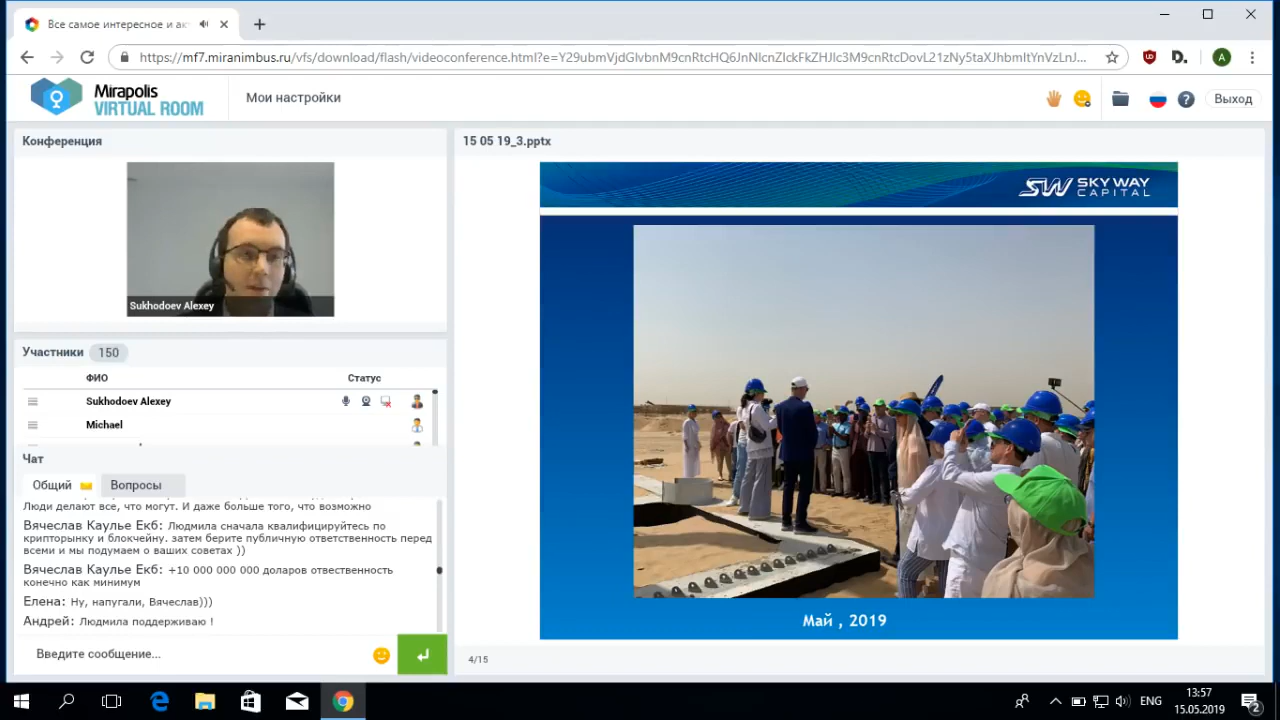 Все самое интересное и ак
https://mf7.miranimbus.ru/vfs/download/flash/videoconference.html?e=
A
Mirapolis
VIRTUAL ROOM
Мои настройки
Выход
Конференция
Sukhodoev Alexey
Участники 150
ФИО Статус
Sukhodoev Alexey
Michael
Чат
Общий Вопросы
Люди делают все, что могут. И даже больше того, что возможно
Вячеслав Каулье Екб: Людмила сначала квалифицируйтесь по
крипторынку и блокчейну. затем берите публичную ответственность перед
всеми и мы подумаем о ваших советах ))
Вячеслав Каулье Екб: +10 000 000 000 доларов отвественность
конечно как минимум
Елена: Ну, напугали, Вячеслав)))
Андрей: Людмила поддерживаю !
Введите сообщение...
15 05 19_3.pptx
SW SKY WAY
CAPITAL
Май , 2019
4/15
ENG
13:57
15.05.2019
2